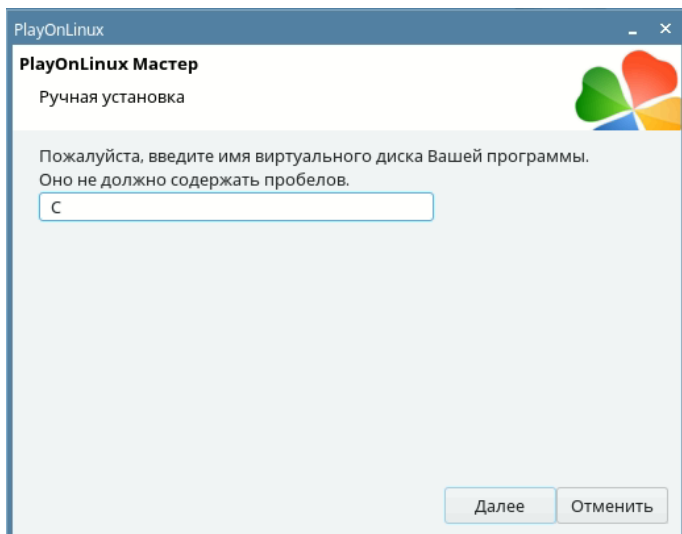 PlayOnLinux
PlayOnLinux Мастер
Ручная установка
Пожалуйста, введите имя виртуального диска Вашей программы.
Оно не должно содержать пробелов.
C
Далее
Отменить